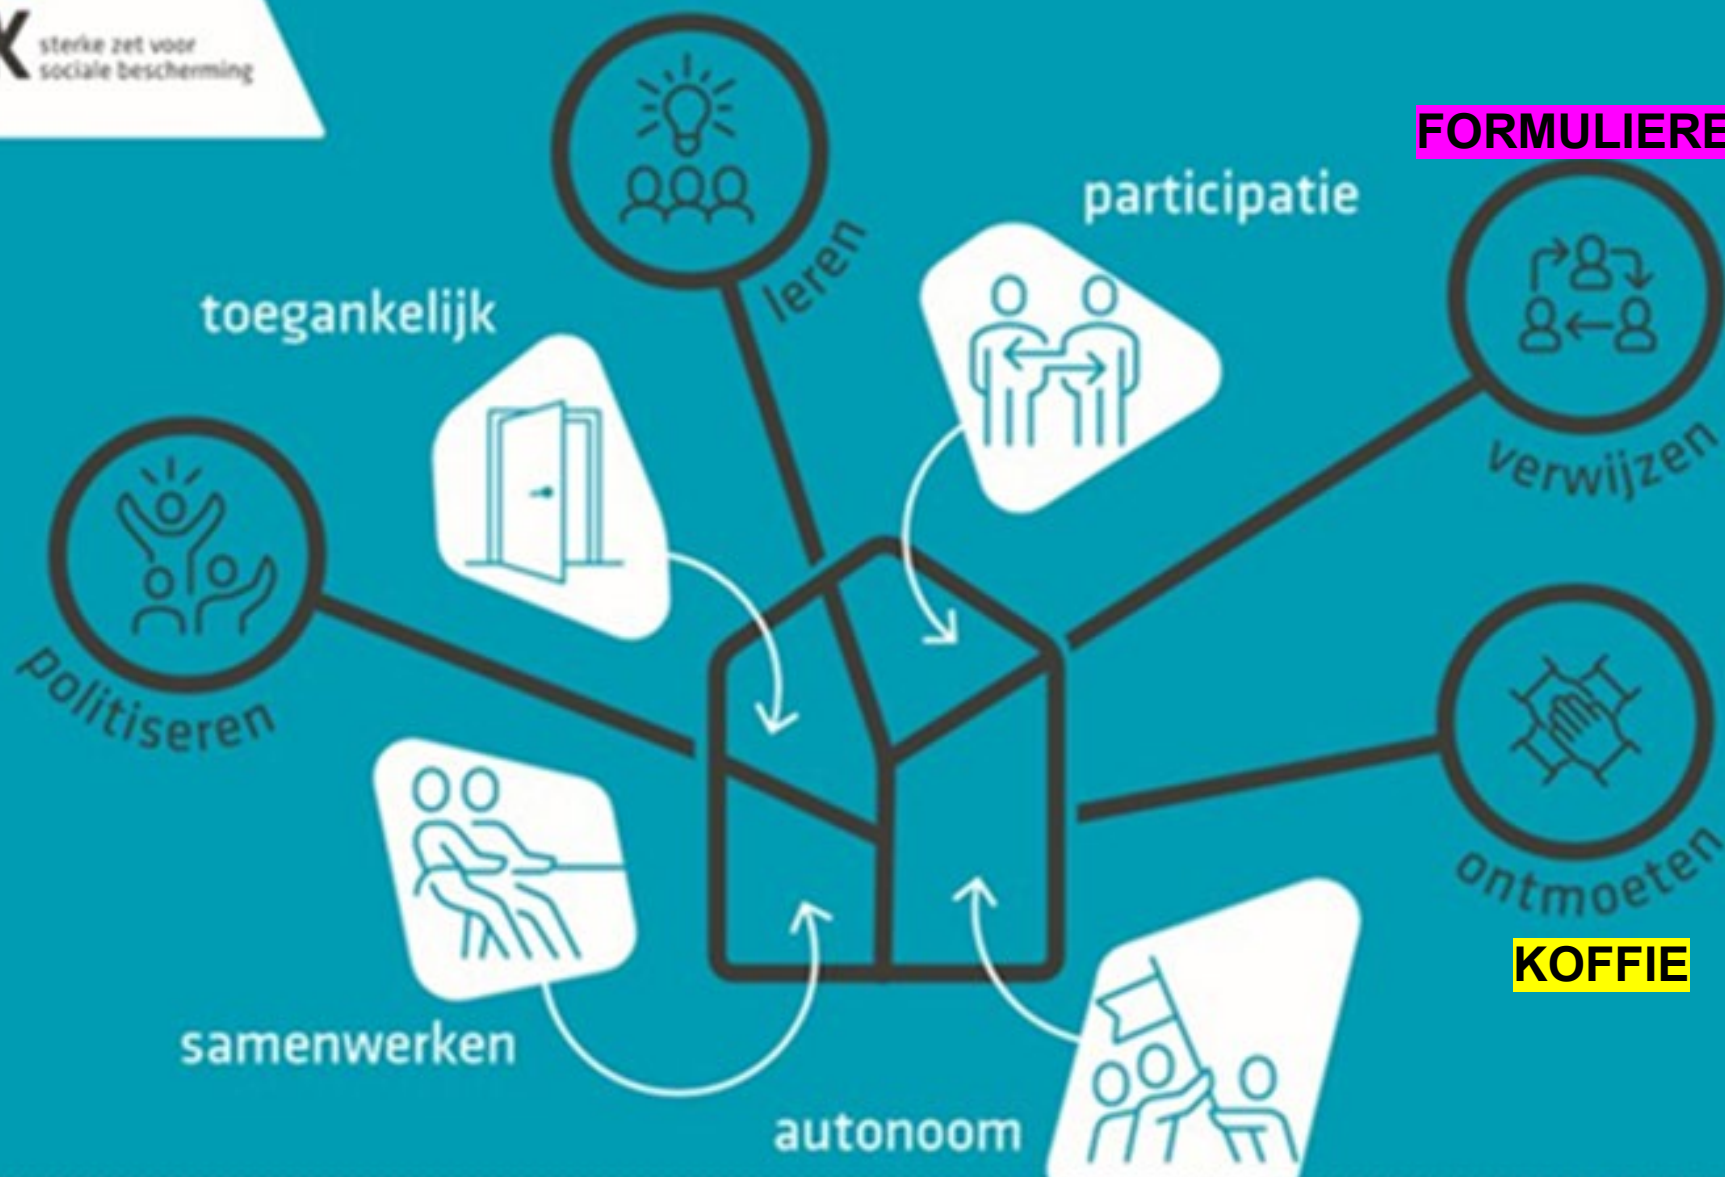 sterke zet voor
sociale bescherming
FORMULIERE
participatie
leren
toegankelijk
verwijzen
politiseren
ontmoeten
KOFFIE
samenwerken
autonoom